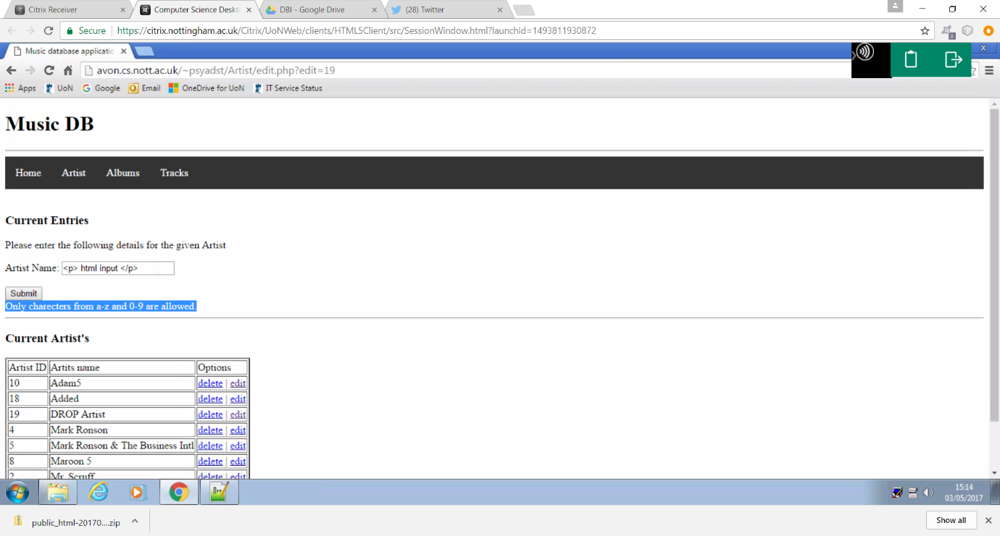 Citrix Receiver
Computer Science Deskt
DBI - Google Drive
(28) Twitter
Secure
https://citrix.nottingham.ac.uk/Citrix/UoNWeb/clients/HTML5Client/src/SessionWindow.html?launchid=1493811930872
Music database applicatic
avon.cs.nott.ac.uk/~psyadst/Artist/edit.php?edit=19
Apps UoN Google Email OneDrive for UoN IT Service Status
Music DB
Home Artist Albums Tracks
Current Entries
Please enter the following details for the given Artist
Artist Name: <p> html input </p>
Submit
Only charecters from a-z and 0-9 are allowed.
Current Artist's
Artist ID Artits name Options
10 Adam5 delete | edit
18 Added delete | edit
19 DROP Artist delete | edit
4 Mark Ronson delete | edit
5 Mark Ronson & The Business Intl delete | edit
8 Maroon 5 delete | edit
2 Mr. Scruff delete | edit
15:14
03/05/2017
public_html-20170....zip
Show all